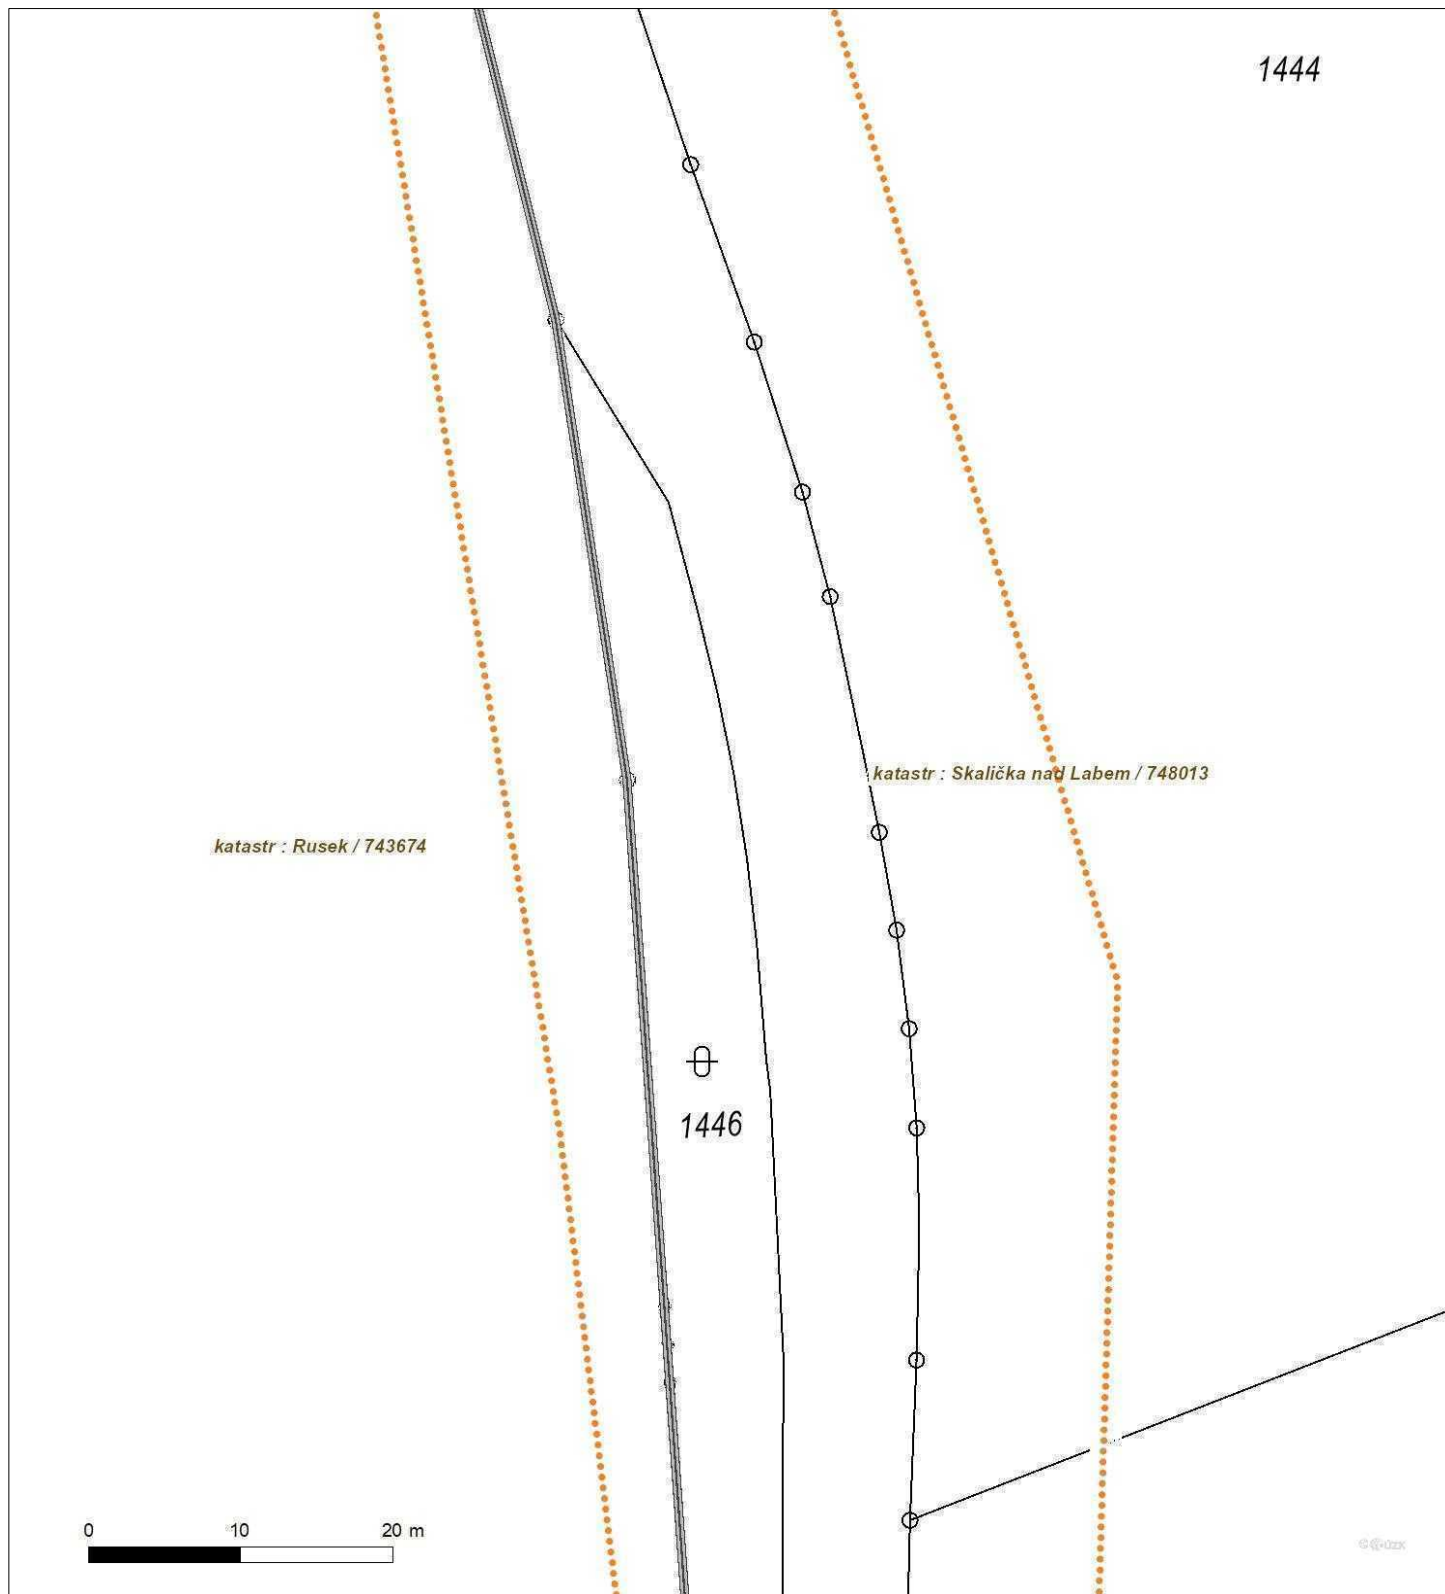 1444
katastr : Skalička nad Labem / 748013
katastr : Rusek / 743674
1446
0 10 20 m